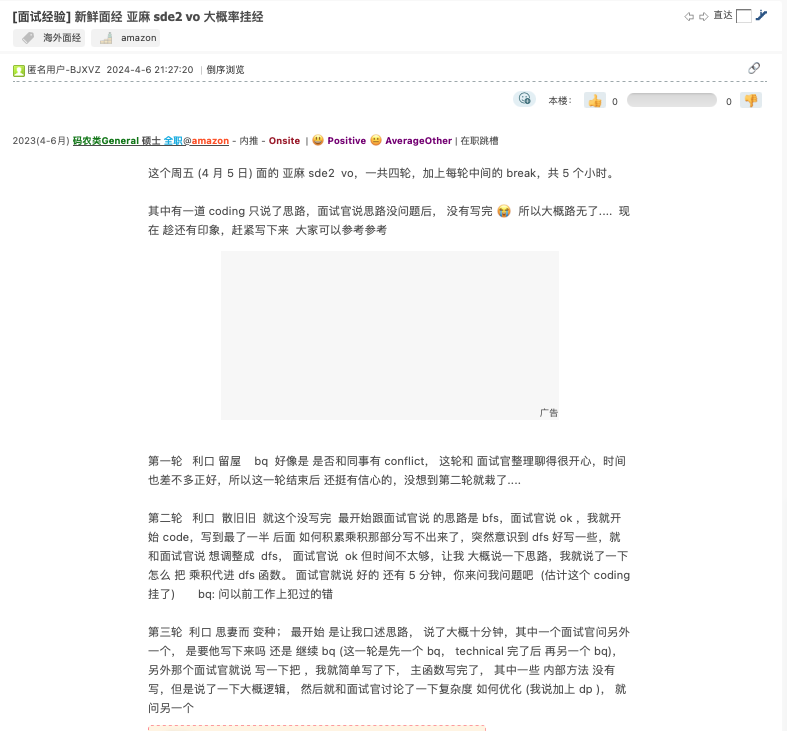 [面试经验] 新鲜面经 亚麻 sde2 vo 大概率挂经
直达
海外面经 amazon
匿名用户-BJXVZ 2024-4-6 21:27:20 | 倒序浏览
本楼： 👍 0 0 👎
2023(4-6月) 码农类General 硕士 全职@amazon - 内推 - Onsite | 😃 Positive 😐 AverageOther | 在职跳槽
这个周五 (4 月 5 日) 面的 亚麻 sde2 vo，一共四轮，加上每轮中间的 break，共 5 个小时。
其中有一道 coding 只说了思路，面试官说思路没问题后， 没有写完 😭 所以大概路无了.... 现
在 趁还有印象，赶紧写下来 大家可以参考参考
广告
第一轮 利口 留屋 bq 好像是 是否和同事有 conflict， 这轮和 面试官整理聊得很开心，时间
也差不多正好，所以这一轮结束后 还挺有信心的，没想到第二轮就栽了....
第二轮 利口 散旧旧 就这个没写完 最开始跟面试官说 的思路是 bfs，面试官说 ok ，我就开
始 code，写到最了一半 后面 如何积累乘积那部分写不出来了，突然意识到 dfs 好写一些，就
和面试官说 想调整成 dfs， 面试官说 ok 但时间不太够，让我 大概说一下思路，我就说了一下
怎么 把 乘积代进 dfs 函数。 面试官就说 好的 还有 5 分钟，你来问我问题吧 (估计这个 coding
挂了) bq: 问以前工作上犯过的错
第三轮 利口 思妻而 变种； 最开始 是让我口述思路， 说了大概十分钟，其中一个面试官问另外
一个， 是要他写下来吗 还是 继续 bq (这一轮是先一个 bq， technical 完了后 再另一个 bq)，
另外那个面试官就说 写一下把 ，我就简单写了下， 主函数写完了， 其中一些 内部方法 没有
写，但是说了一下大概逻辑， 然后就和面试官讨论了一下复杂度 如何优化 (我说加上 dp )， 就
问另一个